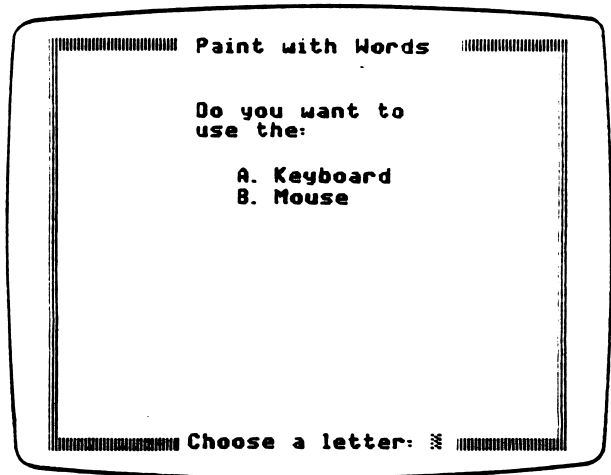 Paint with Words
Do you want to
use the:
A. Keyboard
B. Mouse
Choose a letter: